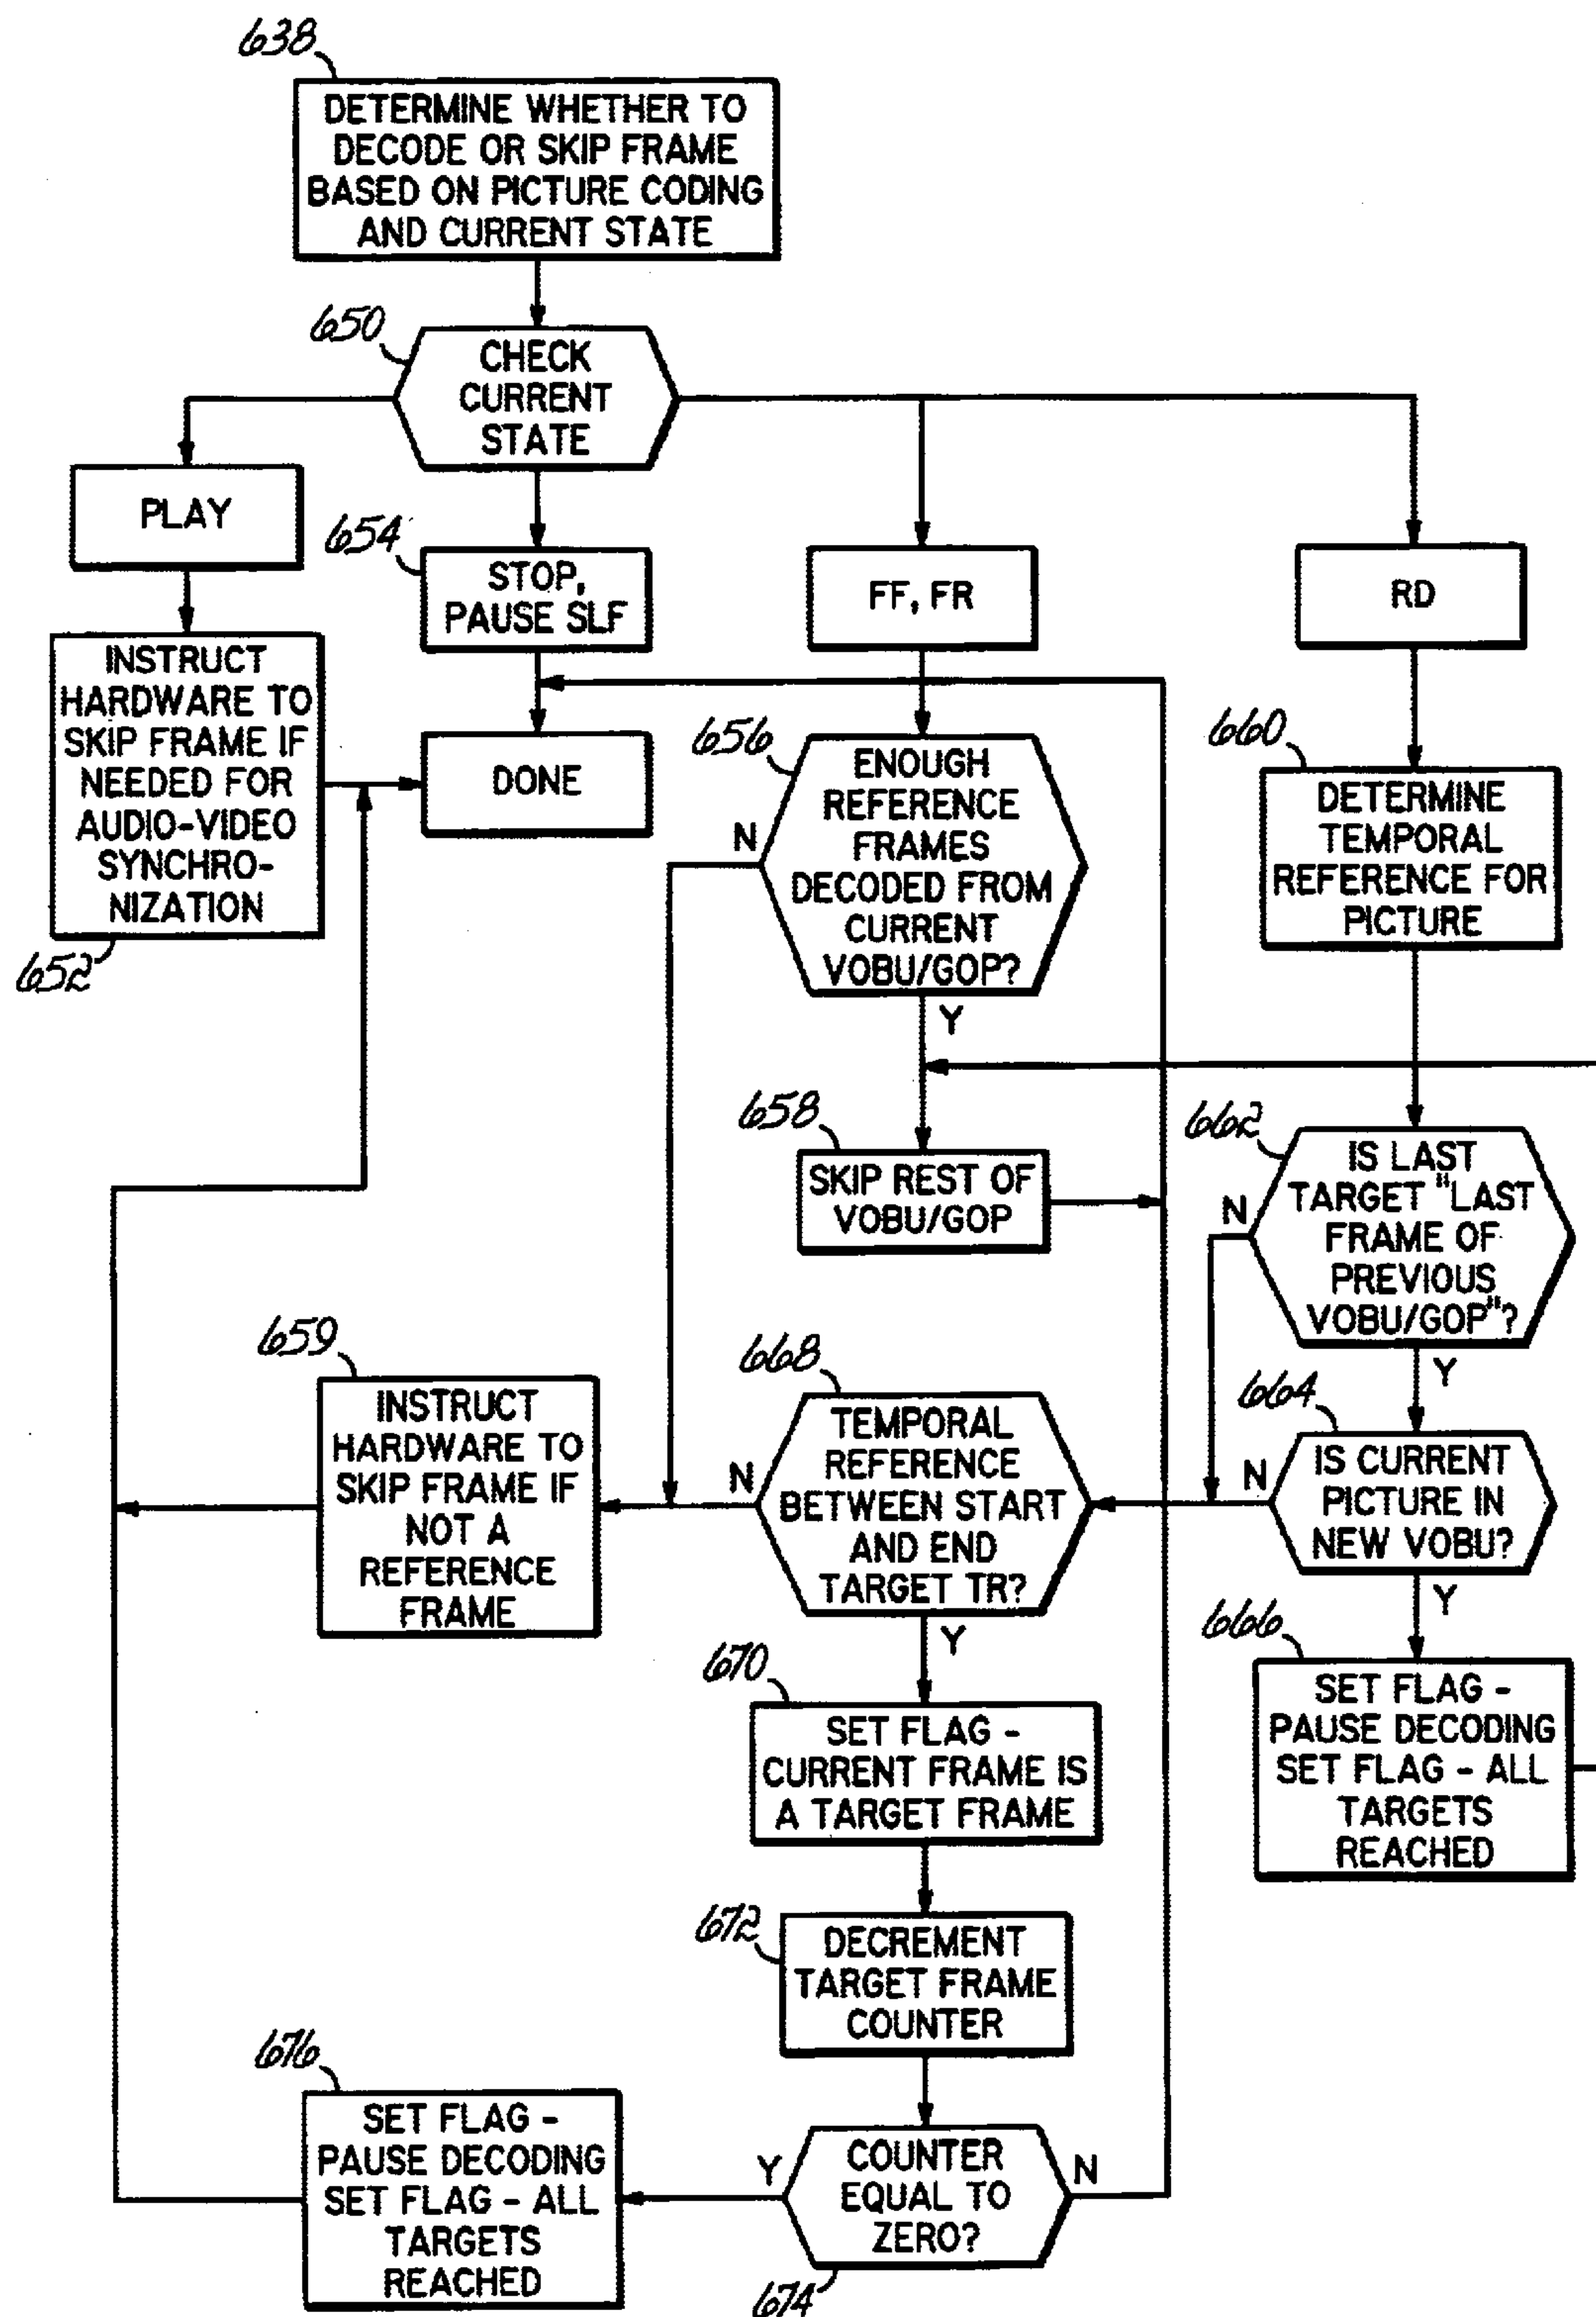 638
DETERMINE WHETHER TO
DECODE OR SKIP FRAME
BASED ON PICTURE CODING
AND CURRENT STATE
650
CHECK
CURRENT
STATE
PLAY
654
STOP,
PAUSE SLF
FF, FR
RD
INSTRUCT
HARDWARE TO
SKIP FRAME IF
NEEDED FOR
AUDIO-VIDEO
SYNCHRO-
NIZATION
652
DONE
656
ENOUGH
REFERENCE
FRAMES
DECODED FROM
CURRENT
VOBU/GOP?
N
Y
660
DETERMINE
TEMPORAL
REFERENCE FOR
PICTURE
658
SKIP REST OF
VOBU/GOP
662
IS LAST
TARGET "LAST
FRAME OF
PREVIOUS
VOBU/GOP"?
N
Y
659
INSTRUCT
HARDWARE TO
SKIP FRAME IF
NOT A
REFERENCE
FRAME
668
TEMPORAL
REFERENCE
BETWEEN START
AND END
TARGET TR?
N
Y
664
IS CURRENT
PICTURE IN
NEW VOBU?
N
Y
666
SET FLAG -
PAUSE DECODING
SET FLAG - ALL
TARGETS
REACHED
670
SET FLAG -
CURRENT FRAME IS
A TARGET FRAME
672
DECREMENT
TARGET FRAME
COUNTER
676
SET FLAG -
PAUSE DECODING
SET FLAG - ALL
TARGETS
REACHED
Y
COUNTER
EQUAL TO
ZERO?
N
674